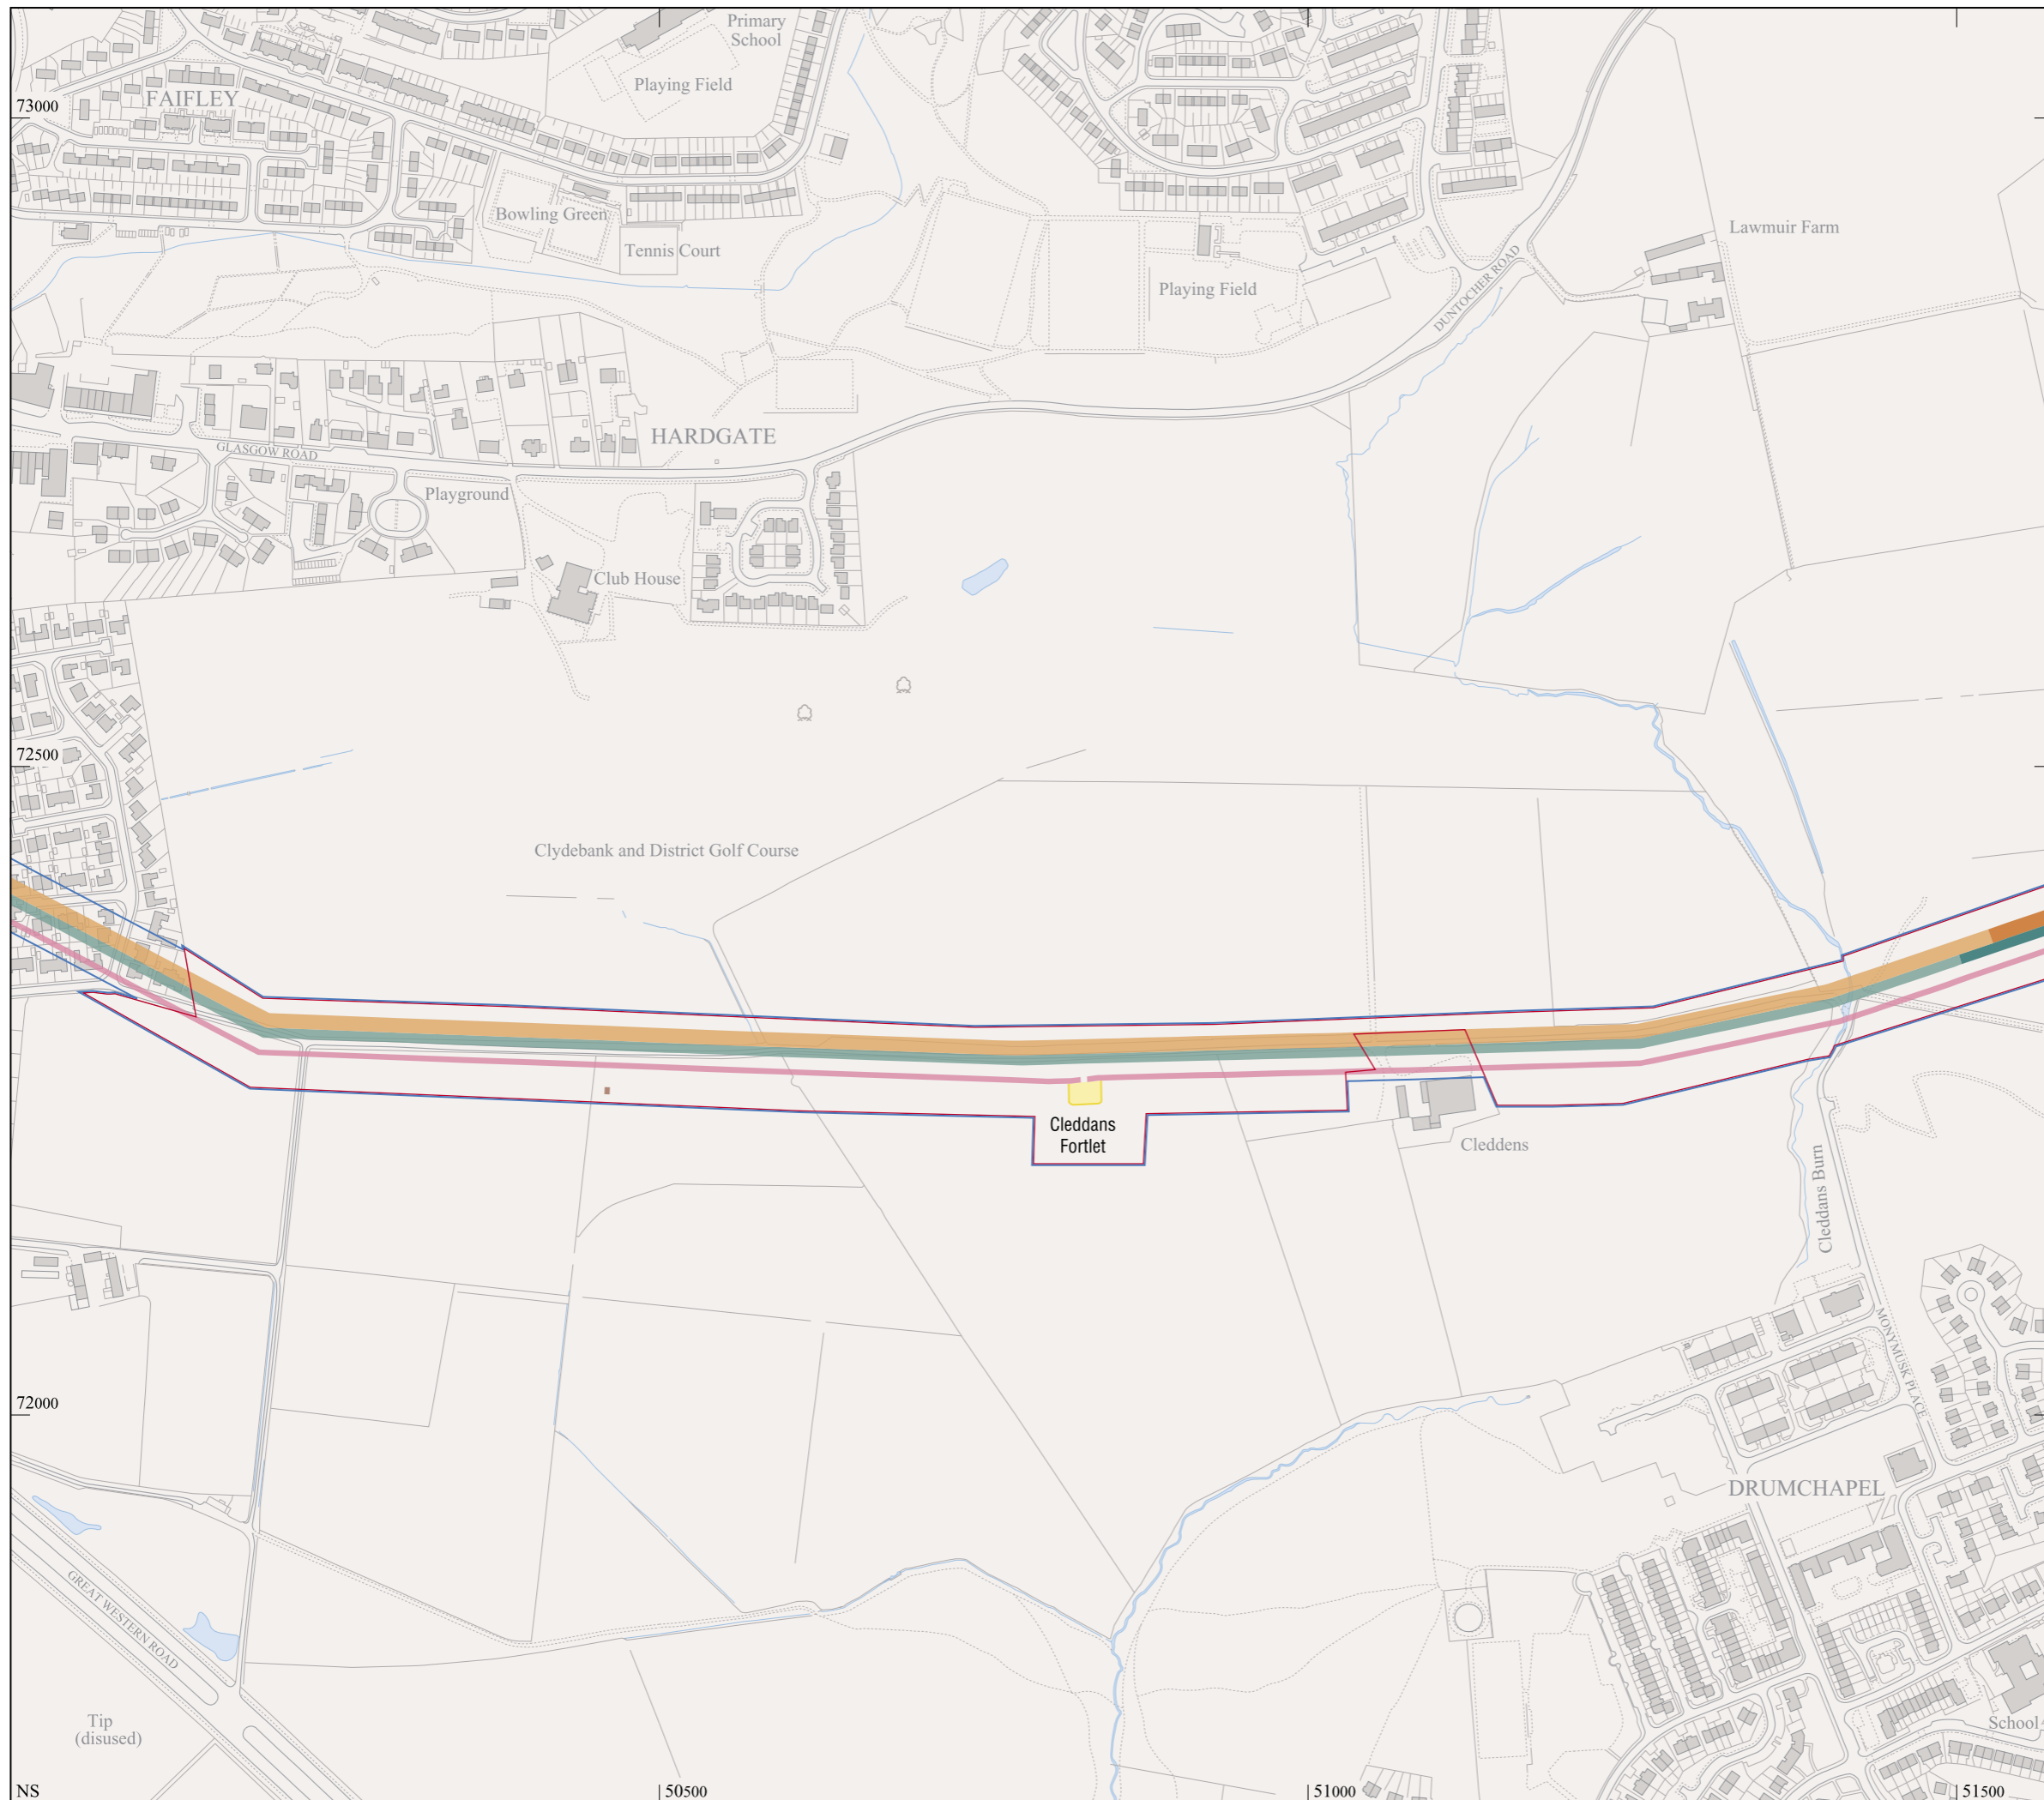 Primary
School
Playing Field
FAIFLEY
73000
Bowling Green
Tennis Court
Lawmuir Farm
Playing Field
DUNTOCHER ROAD
HARDGATE
GLASGOW ROAD
Playground
Club House
72500
Clydebank and District Golf Course
Cleddans
Fortlet
Cleddens
Cleddans Burn
MONYMUSK PLACE
72000
DRUMCHAPEL
GREAT WESTERN ROAD
Tip
(disused)
School
NS
50500
51000
51500